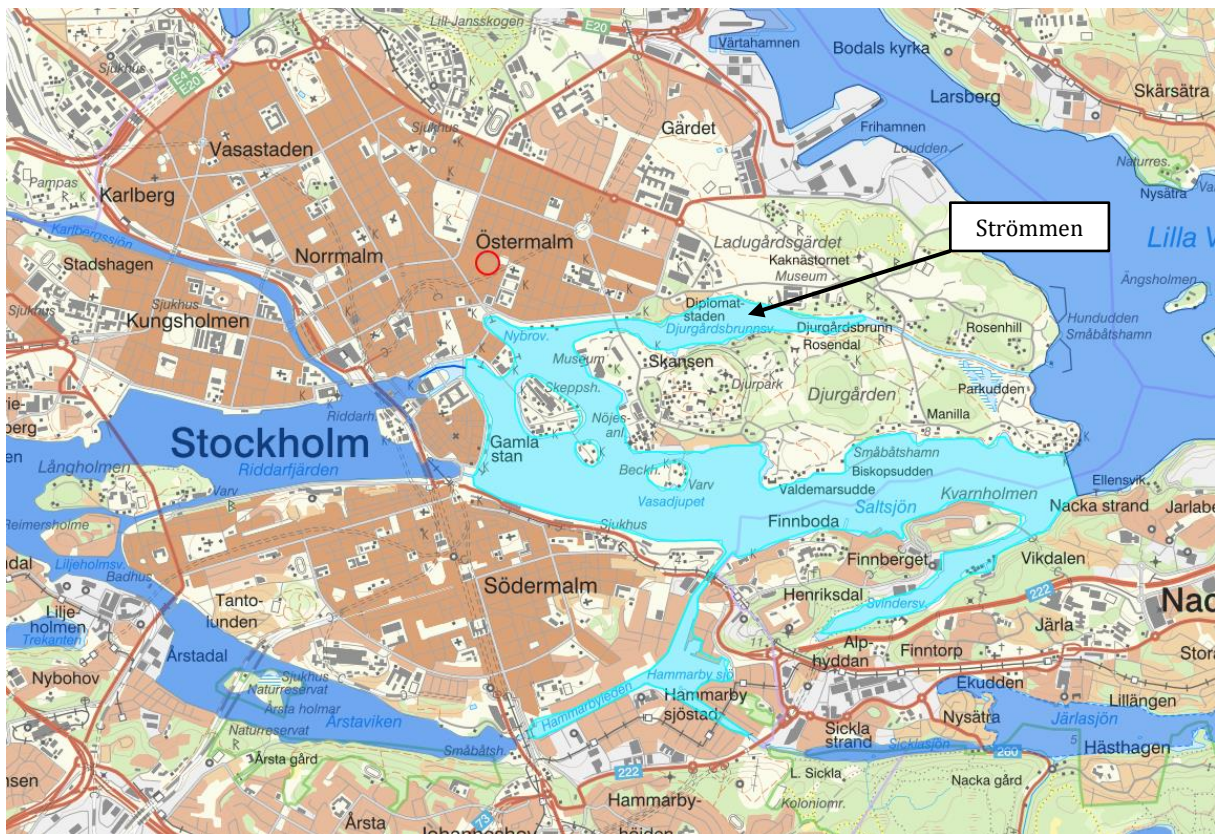 Lill-Jansskogen
E20
Värtahamnen
Bodals kyrka
Sjukhus
E4
E20
Larsberg
Skärsätra
Sjukhus
Gärdet
Frihamnen
Vasastaden
Loudden
Naturres.
Pampas
Karlberg
Nysätra
Karlbergssjön
Strömmen
Östermalm
Ladugårdsgärdet
Lilla V
Stadshagen
Norrmalm
Kaknästornet
Museum
Ängsholmen
Sjukhus
Kungsholmen
Diplomat-
staden
Hundudden
Småbåtshamn
Nybrov.
Djurgårdsbrunnsv.
Djurgårdsbrunn
Rosendal
Rosenhill
Museum
Skansen
Skeppsh.
Djurpark
Djurgården
Parkudden
Riddarh.
Nöjes-
anl.
Manilla
Stockholm
Gamla
stan
Långholmen
Riddarfjärden
Småbåtshamn
Biskopsudden
Beckh.
Varv
Valdemarsudde
Ellensvik
Varv
Vasadjupet
Saltsjön
Kvarnholmen
Nacka strand
Jarlabe
Reimersholme
Sjukhus
Finnboda
Liljeholmsv.
Badhus
Finnberget
Vikdalen
Södermalm
Henriksdal
222
Lilje-
holmen
Trekanten
Tanto-
lunden
Svindersv.
Nac
Årstadal
Alp-
hyddan
Järla
Finntorp
Stora
Nybohov
Sjukhus
Naturreservat
Hammarby sjö
Ekudden
Årsta holmar
Naturreservat
Årstaviken
Hammarbyleden
Hammarby
sjöstad
Lillängen
Nysätra
Järlasjön
Sickla
strand
Småbåtsh.
Sicklasjön
260
Hästhagen
Årsta gård
222
L. Sickla
Nacka gård
Koloniomr.
73
Hammarby-
höjden
Årsta
Johanneshov